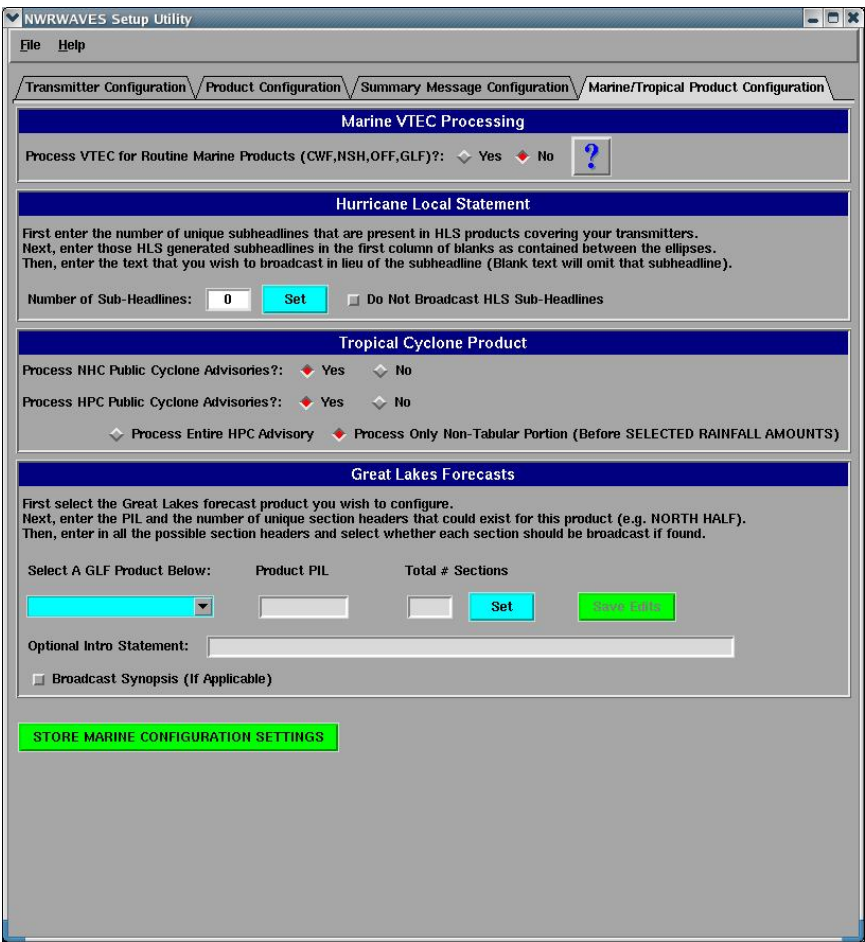 NWRWAVES Setup Utility
File Help
Transmitter Configuration Product Configuration Summary Message Configuration Marine/Tropical Product Configuration
Marine VTEC Processing
Process VTEC for Routine Marine Products (CWF,NSH,OFF,GLF)?: Yes No ?
Hurricane Local Statement
First enter the number of unique subheadlines that are present in HLS products covering your transmitters.
Next, enter those HLS generated subheadlines in the first column of blanks as contained between the ellipses.
Then, enter the text that you wish to broadcast in lieu of the subheadline (Blank text will omit that subheadline).
Number of Sub-Headlines: 0 Set Do Not Broadcast HLS Sub-Headlines
Tropical Cyclone Product
Process NHC Public Cyclone Advisories?: Yes No
Process HPC Public Cyclone Advisories?: Yes No
Process Entire HPC Advisory Process Only Non-Tabular Portion (Before SELECTED RAINFALL AMOUNTS)
Great Lakes Forecasts
First select the Great Lakes forecast product you wish to configure.
Next, enter the PIL and the number of unique section headers that could exist for this product (e.g. NORTH HALF).
Then, enter in all the possible section headers and select whether each section should be broadcast if found.
Select A GLF Product Below: Product PIL Total # Sections
Set Save Edits
Optional Intro Statement:
Broadcast Synopsis (If Applicable)
STORE MARINE CONFIGURATION SETTINGS